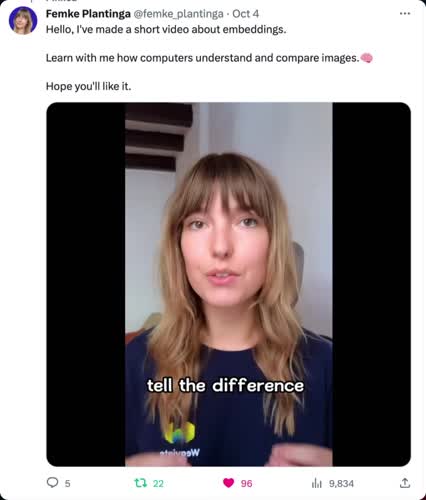 Femke Plantinga @femke_plantinga · Oct 4
Hello, I've made a short video about embeddings.
Learn with me how computers understand and compare images.🧠
Hope you'll like it.
tell the difference
Weaviate
5 22 96 9,834